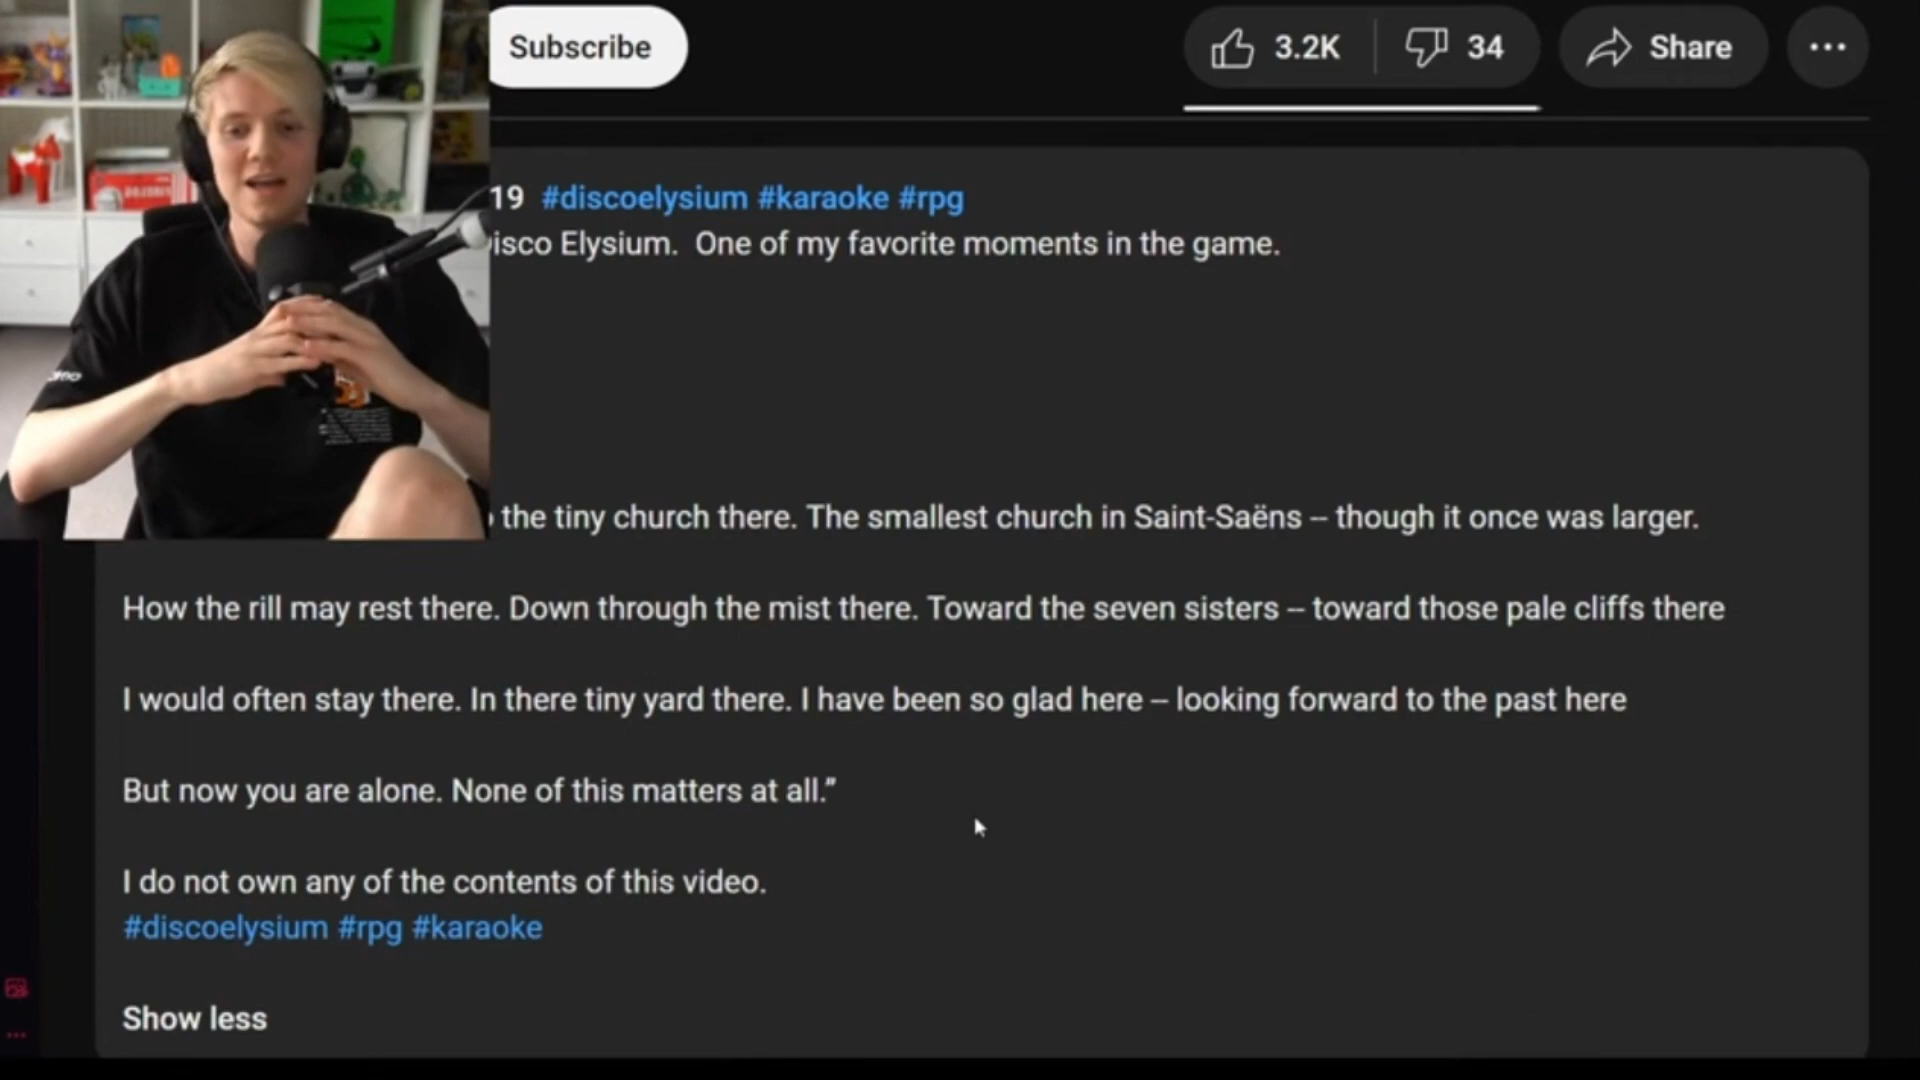 Subscribe
3.2K
34
Share
19 #discoelysium #karaoke #rpg
isco Elysium. One of my favorite moments in the game.
the tiny church there. The smallest church in Saint-Saëns – though it once was larger.
How the rill may rest there. Down through the mist there. Toward the seven sisters – toward those pale cliffs there
I would often stay there. In there tiny yard there. I have been so glad here – looking forward to the past here
But now you are alone. None of this matters at all.”
I do not own any of the contents of this video.
#discoelysium #rpg #karaoke
Show less